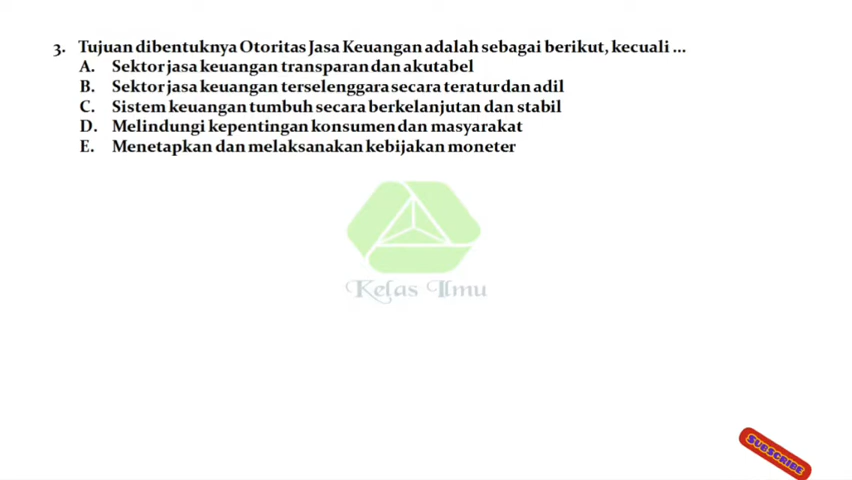 3. Tujuan dibentuknya Otoritas Jasa Keuangan adalah sebagai berikut, kecuali ...
A. Sektor jasa keuangan transparan dan akutabel
B. Sektor jasa keuangan terselenggara secara teratur dan adil
C. Sistem keuangan tumbuh secara berkelanjutan dan stabil
D. Melindungi kepentingan konsumen dan masyarakat
E. Menetapkan dan melaksanakan kebijakan moneter
Kelas Ilmu
SUBSCRIBE